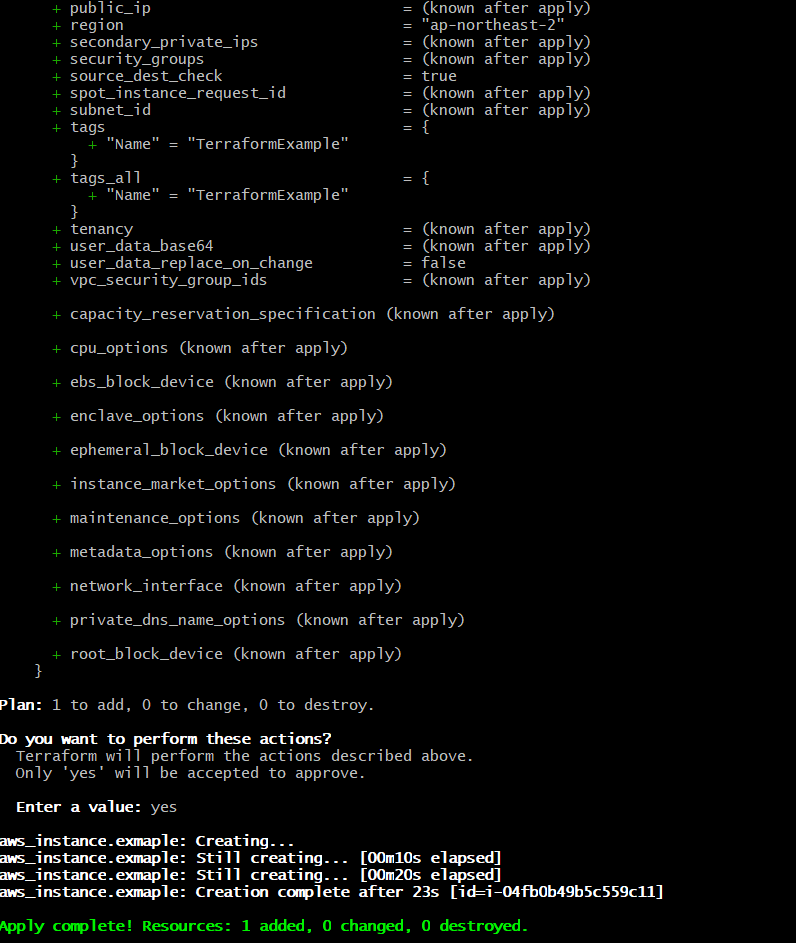 + public_ip = (known after apply)
+ region = "ap-northeast-2"
+ secondary_private_ips = (known after apply)
+ security_groups = (known after apply)
+ source_dest_check = true
+ spot_instance_request_id = (known after apply)
+ subnet_id = (known after apply)
+ tags = {
+ "Name" = "TerraformExample"
}
+ tags_all = {
+ "Name" = "TerraformExample"
}
+ tenancy = (known after apply)
+ user_data_base64 = (known after apply)
+ user_data_replace_on_change = false
+ vpc_security_group_ids = (known after apply)
+ capacity_reservation_specification (known after apply)
+ cpu_options (known after apply)
+ ebs_block_device (known after apply)
+ enclave_options (known after apply)
+ ephemeral_block_device (known after apply)
+ instance_market_options (known after apply)
+ maintenance_options (known after apply)
+ metadata_options (known after apply)
+ network_interface (known after apply)
+ private_dns_name_options (known after apply)
+ root_block_device (known after apply)
}
Plan: 1 to add, 0 to change, 0 to destroy.
Do you want to perform these actions?
Terraform will perform the actions described above.
Only 'yes' will be accepted to approve.
Enter a value: yes
aws_instance.exmaple: Creating...
aws_instance.exmaple: Still creating... [00m10s elapsed]
aws_instance.exmaple: Still creating... [00m20s elapsed]
aws_instance.exmaple: Creation complete after 23s [id=i-04fb0b49b5c559c11]
Apply complete! Resources: 1 added, 0 changed, 0 destroyed.